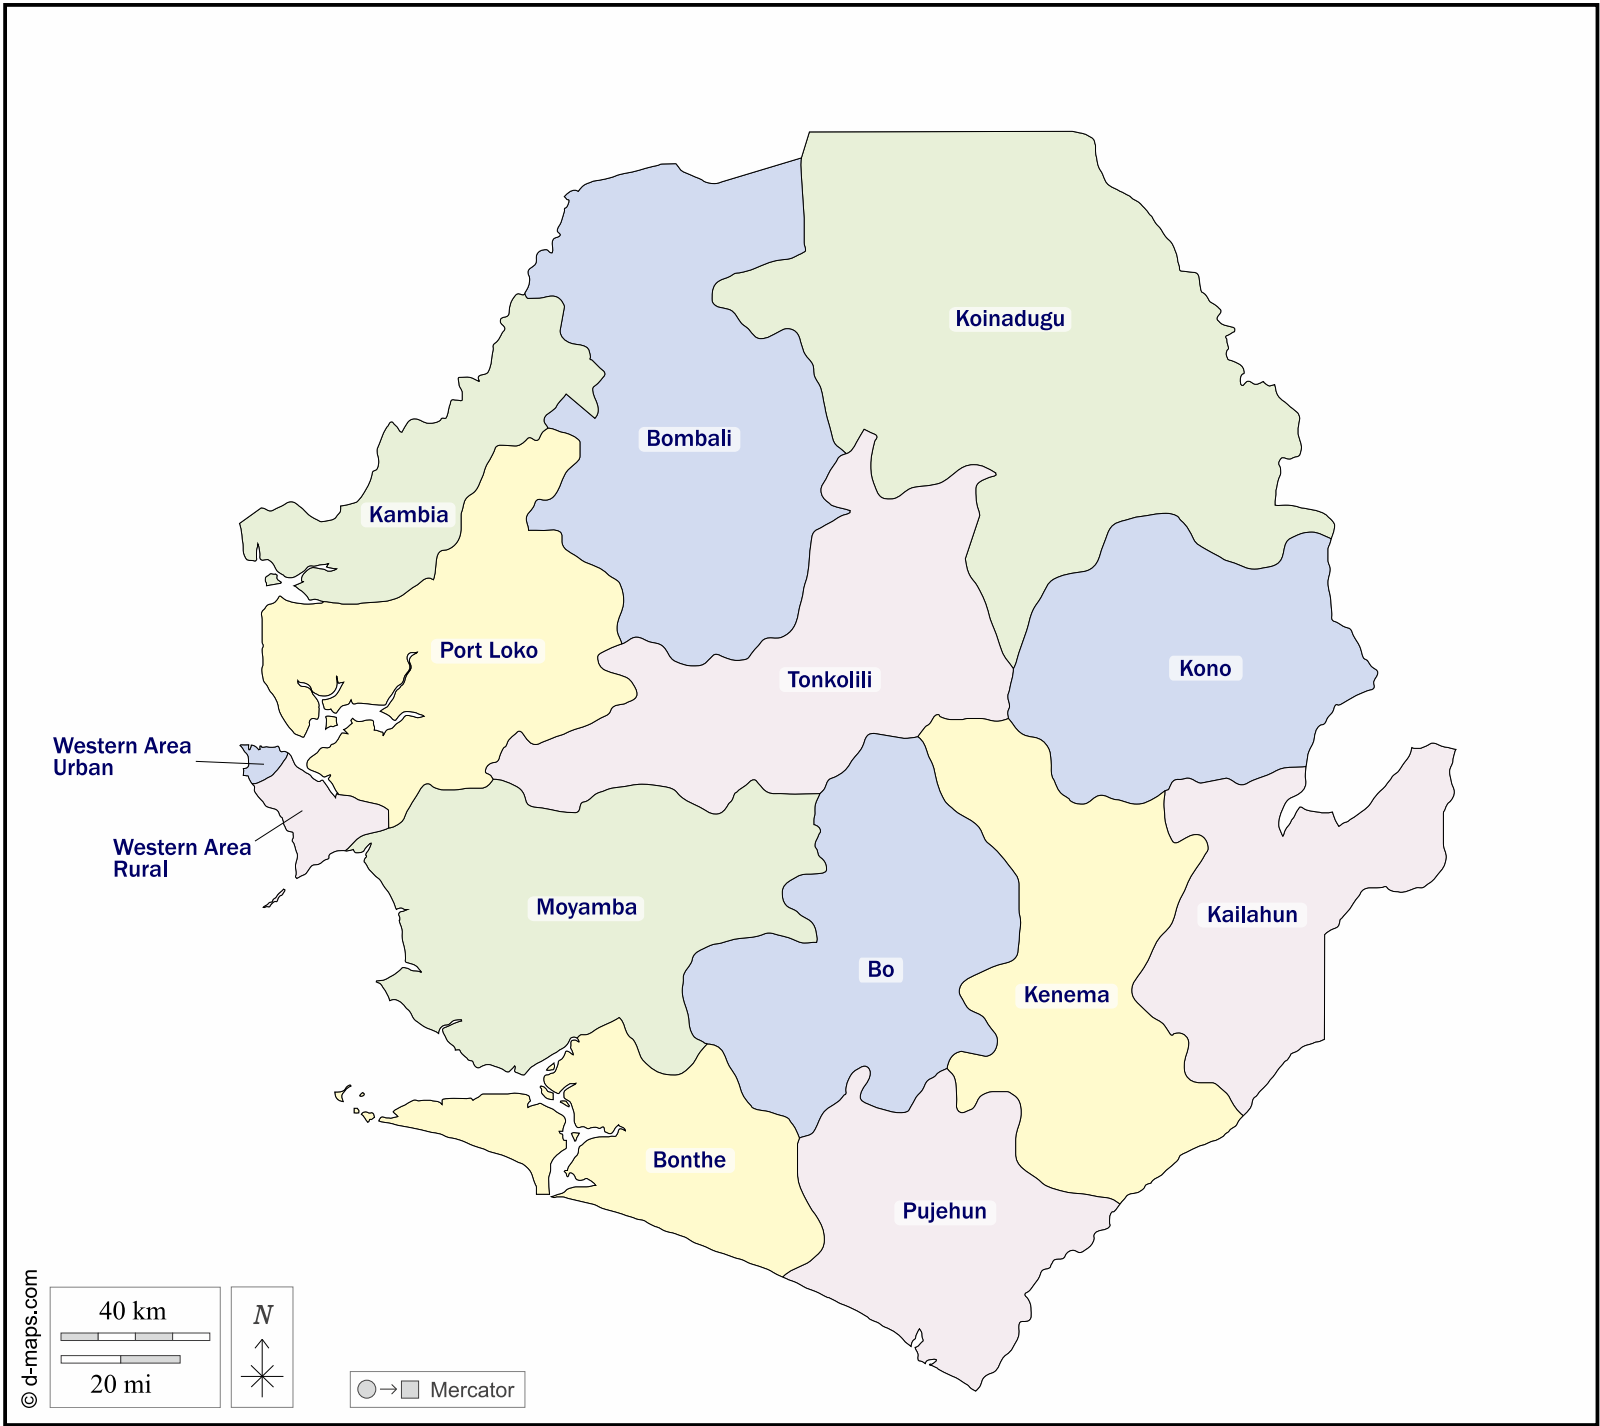 Koinadugu
Bombali
Kambia
Port Loko
Kono
Tonkolili
Western Area
Urban
Western Area
Rural
Moyamba
Kailahun
Bo
Kenema
Bonthe
Pujehun
© d-maps.com
40 km
20 mi
N
Mercator